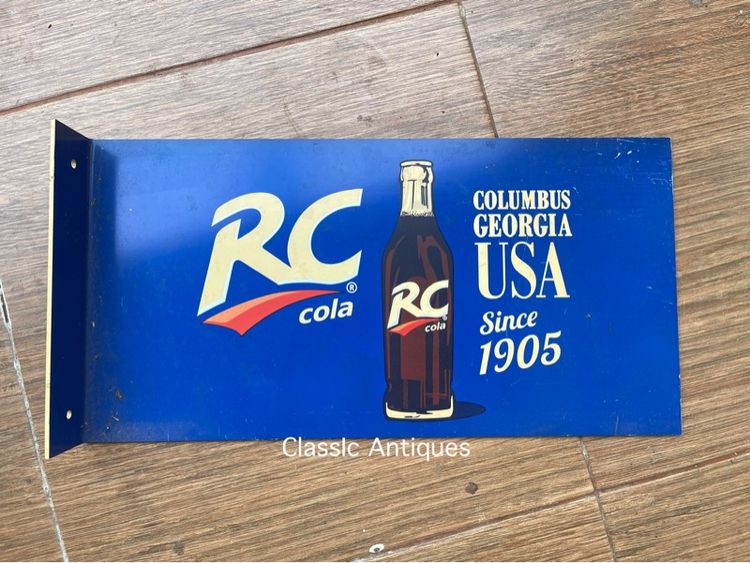 RC
cola
®
RC
cola
COLUMBUS
GEORGIA
USA
Since
1905
Classic Antiques